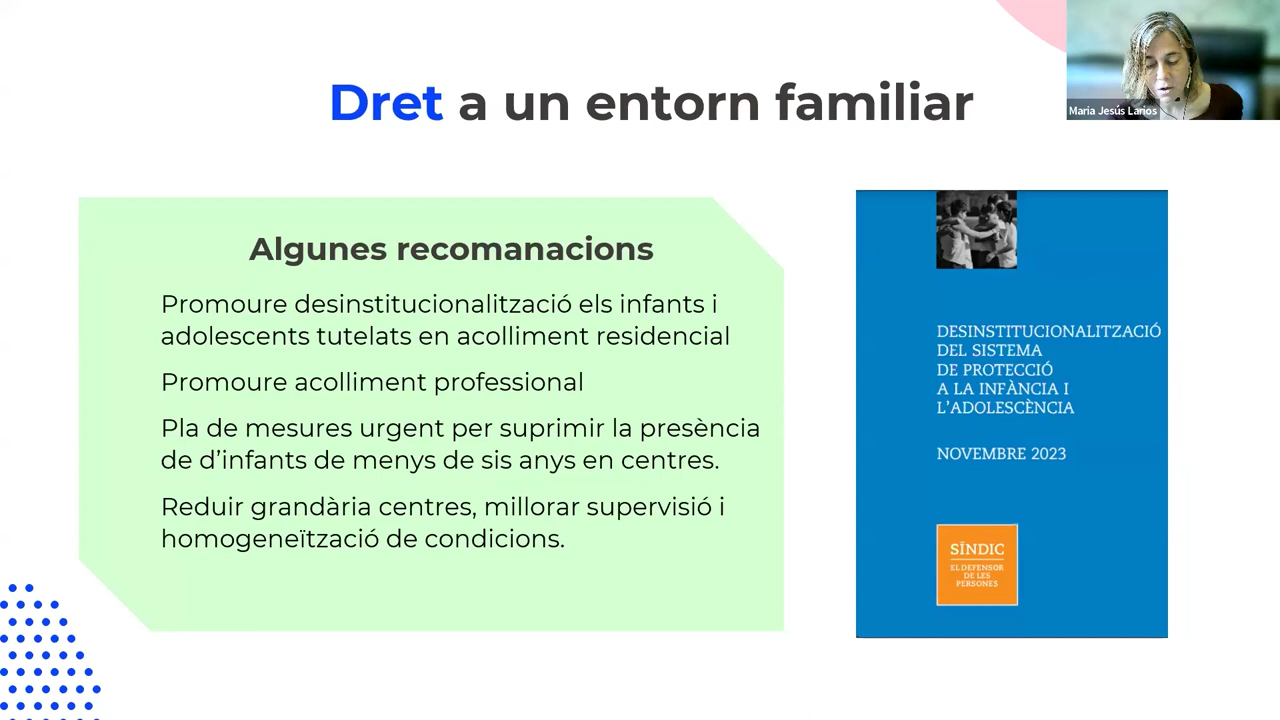 Dret a un entorn familiar
Maria Jesús Larios
Algunes recomanacions
Promoure desinstitucionalització els infants i
adolescents tutelats en acolliment residencial
Promoure acolliment professional
Pla de mesures urgent per suprimir la presència
de d’infants de menys de sis anys en centres.
Reduir grandària centres, millorar supervisió i
homogeneïtzació de condicions.
DESINSTITUCIONALITZACIÓ
DEL SISTEMA
DE PROTECCIÓ
A LA INFÀNCIA I
L’ADOLESCÈNCIA
NOVEMBRE 2023
SÍNDIC
EL DEFENSOR
DE LES
PERSONES